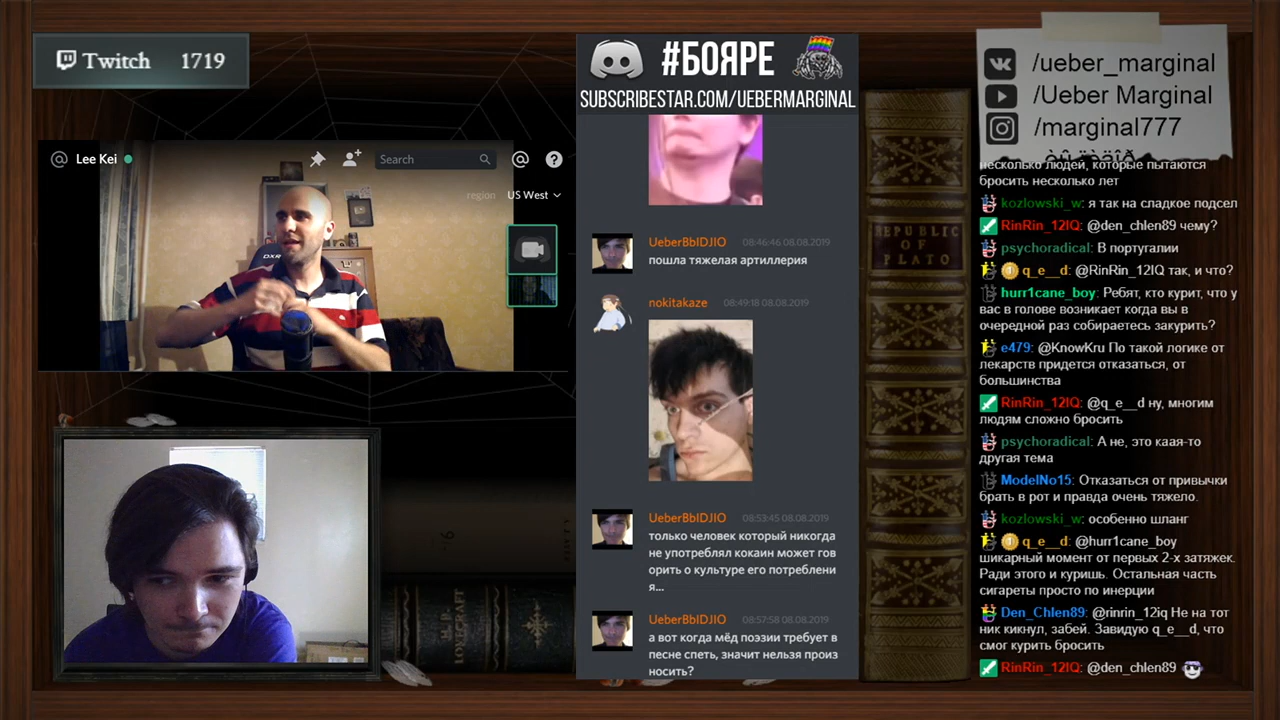 Twitch 1719
Lee Kei
Search
region US West
DXR
#БОЯРЕ
SUBSCRIBESTAR.COM/UEBERMARGINAL
UeberBbIDJIO 08:46:46 08.08.2019
пошла тяжелая артиллерия
nokitakaze 08:49:18 08.08.2019
UeberBbIDJIO 08:53:45 08.08.2019
только человек который никогда
не употреблял кокаин может гов
орить о культуре его потреблени
я...
UeberBbIDJIO 08:57:58 08.08.2019
а вот когда мёд поэзии требует в
песне спеть, значит нельзя произ
носить?
REPUBLIC
OF
PLATO
H.P.
LOVECRAFT
/ueber_marginal
/Ueber Marginal
/marginal777
несколько людей, которые пытаются
бросить несколько лет
kozlowski_w: я так на сладкое подсел
RinRin_12IQ: @den_chlen89 чему?
psychoradical: В португалии
q_e__d: @RinRin_12IQ так, и что?
hurr1cane_boy: Ребят, кто курит, что у
вас в голове возникает когда вы в
очередной раз собираетесь закурить?
e479: @KnowKru По такой логике от
лекарств придется отказаться, от
большинства
RinRin_12IQ: @q_e__d ну, многим
людям сложно бросить
psychoradical: А не, это каая-то
другая тема
ModelNo15: Отказаться от привычки
брать в рот и правда очень тяжело.
kozlowski_w: особенно шланг
q_e__d: @hurr1cane_boy
шикарный момент от первых 2-х затяжек.
Ради этого и куришь. Остальная часть
сигареты просто по инерции
Den_Chlen89: @rinrin_12iq Не на тот
ник кикнул, забей. Завидую q_e__d, что
смог курить бросить
RinRin_12IQ: @den_chlen89